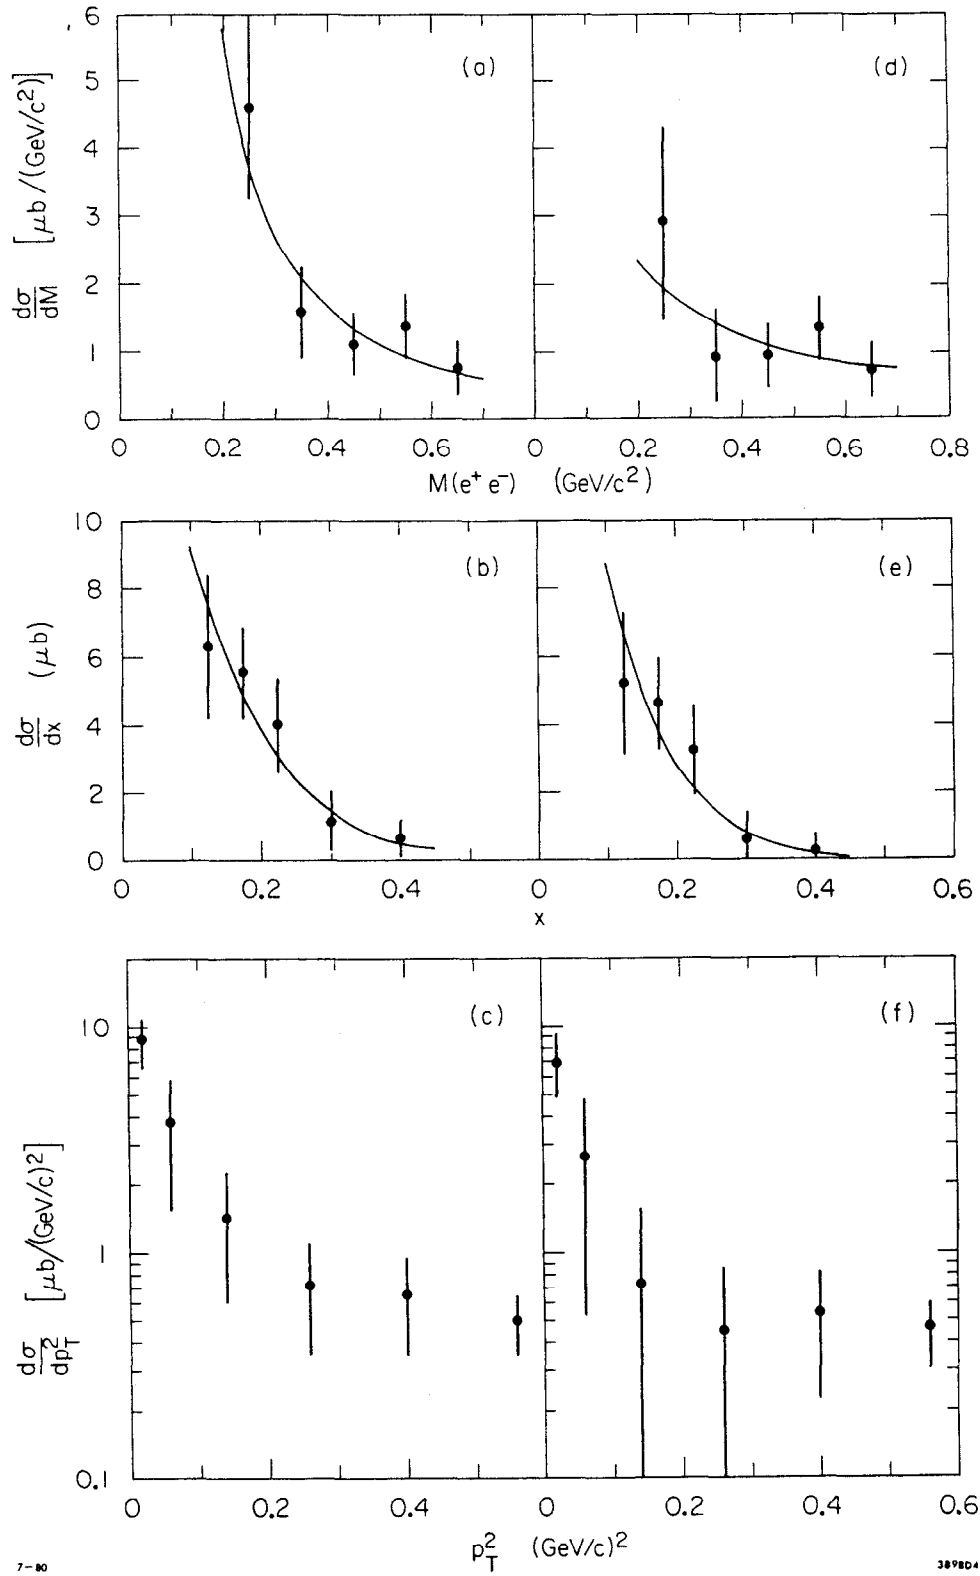 6
5
4
3
2
1
0
dσ/dM [μb/(GeV/c²)]
(a)
(d)
0 0.2 0.4 0.6 0 0.2 0.4 0.6 0.8
M(e⁺ e⁻) (GeV/c²)
10
8
6
4
2
0
dσ/dx (μb)
(b)
(e)
0 0.2 0.4 0 0.2 0.4 0.6
x
10
1
0.1
dσ/dp_T² [μb/(GeV/c)²]
(c)
(f)
0 0.2 0.4 0 0.2 0.4 0.6
p_T² (GeV/c)²
7-80
3898D4